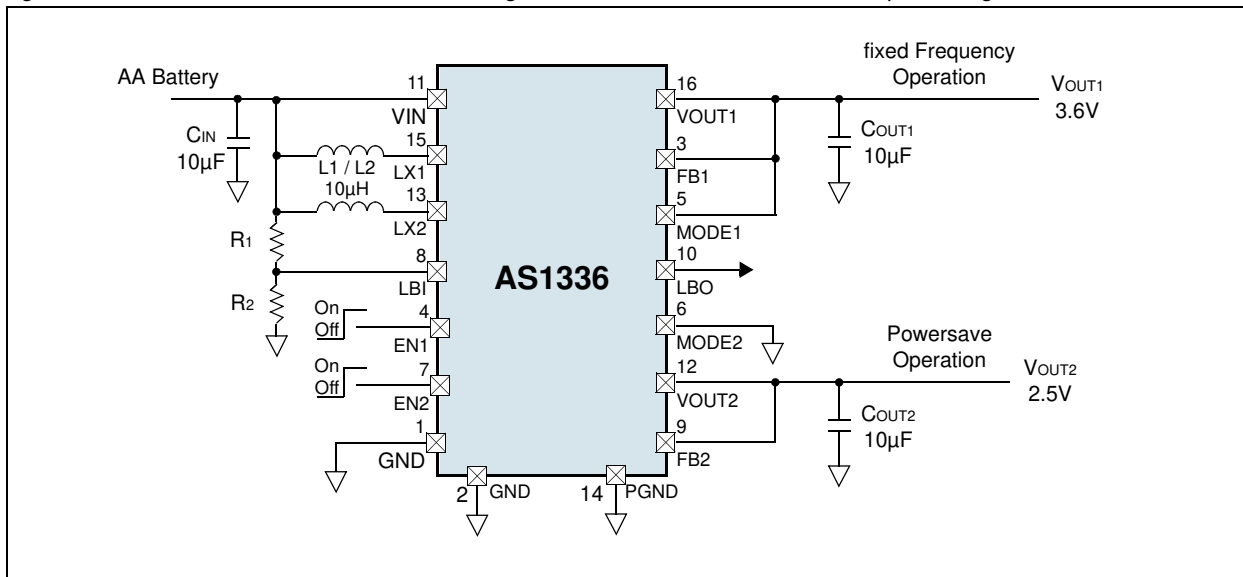 AA Battery
CIN
10µF
11
VIN
15
L1 / L2
LX1
10µH
13
LX2
R1
8
LBI
R2
On
Off
4
EN1
On
Off
7
EN2
1
GND
2
GND
14
PGND
AS1336
16
VOUT1
3
FB1
5
MODE1
10
LBO
6
MODE2
12
VOUT2
9
FB2
fixed Frequency
Operation
VOUT1
3.6V
COUT1
10µF
Powersave
Operation
VOUT2
2.5V
COUT2
10µF